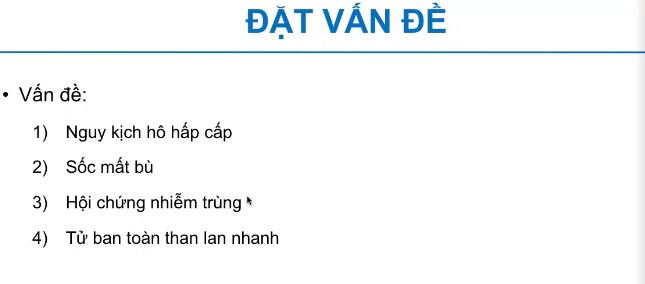 ĐẶT VẤN ĐỀ
• Vấn đề:
1) Nguy kịch hô hấp cấp
2) Sốc mất bù
3) Hội chứng nhiễm trùng
4) Tử ban toàn than lan nhanh